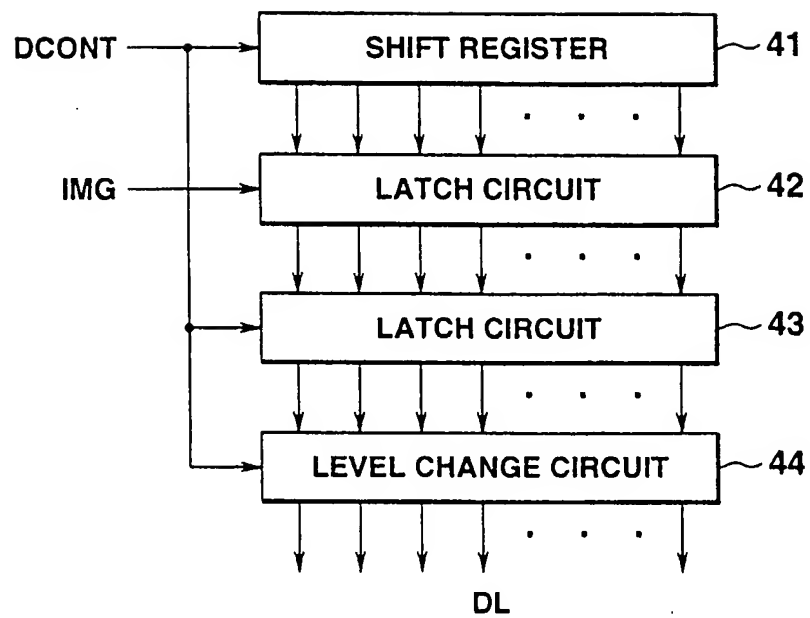 DCONT
SHIFT REGISTER
41
IMG
LATCH CIRCUIT
42
LATCH CIRCUIT
43
LEVEL CHANGE CIRCUIT
44
DL